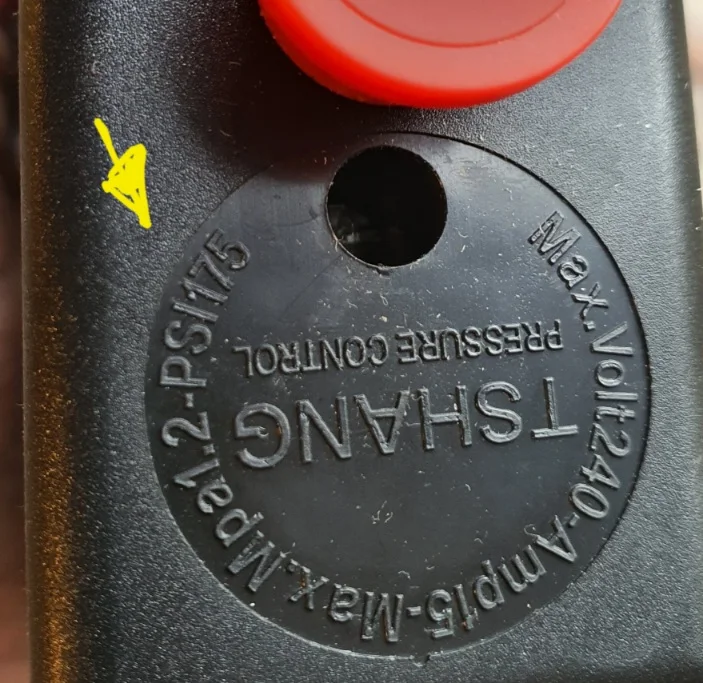 TSHANG
PRESSURE CONTROL
Max.Volt240-Amp15-Max.Mpa1.2-PSI175